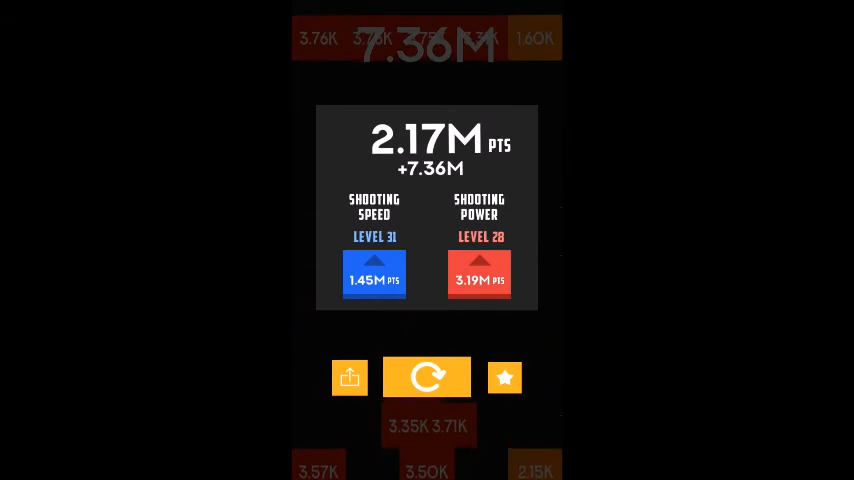 3.76K
1.60K
7.36M
2.17M PTS
+7.36M
SHOOTING SPEED
SHOOTING POWER
LEVEL 31
LEVEL 28
1.45M PTS
3.19M PTS
3.35K 3.71K
3.57K
3.50K
2.15K